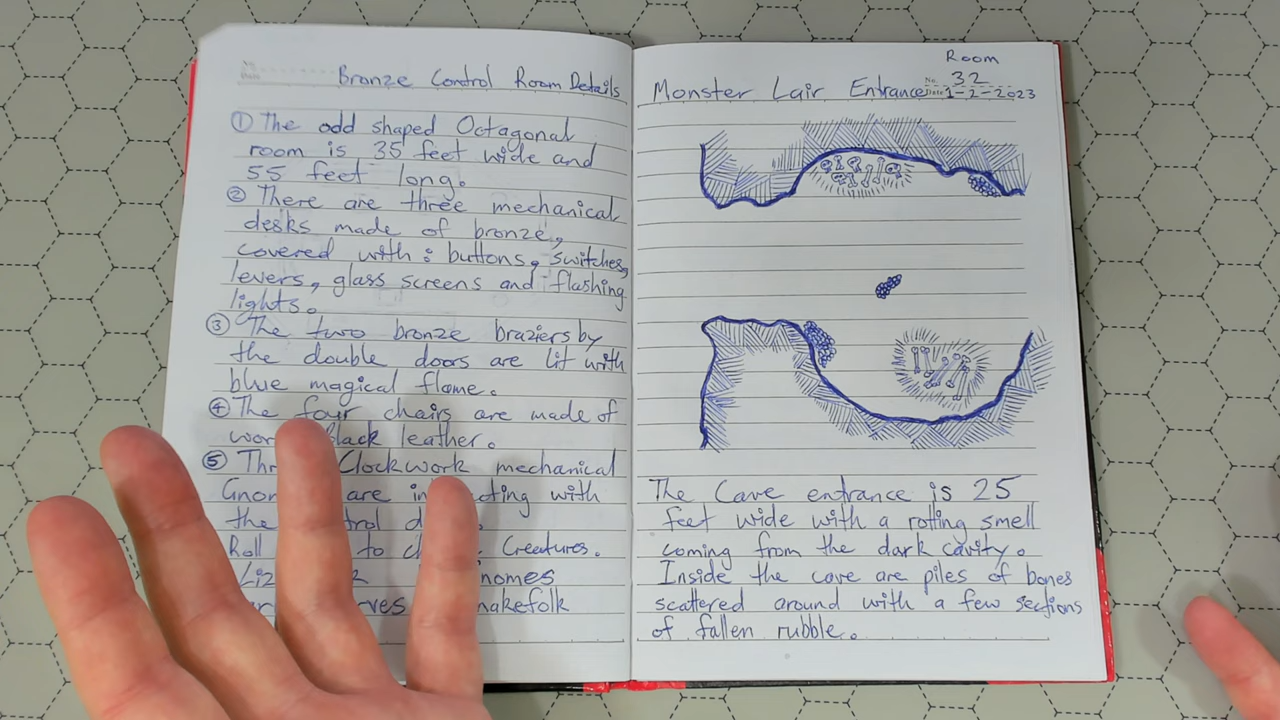 Bronze Control Room Details
① The odd shaped Octagonal
room is 35 feet wide and
55 feet long.
② There are three mechanical
desks made of bronze,
covered with : buttons, switches,
levers, glass screens and flashing
lights.
③ The two bronze braziers by
the double doors are lit with
blue magical flame.
④ The four chairs are made of
black leather.
⑤ Clockwork mechanical
are with
the
Roll to Creatures.

Room
Monster Lair Entrance No. 32
Date 1-2-2023
The Cave entrance is 25
feet wide with a rotting smell
coming from the dark cavity.
Inside the cave are piles of bones
scattered around with a few sections
of fallen rubble.